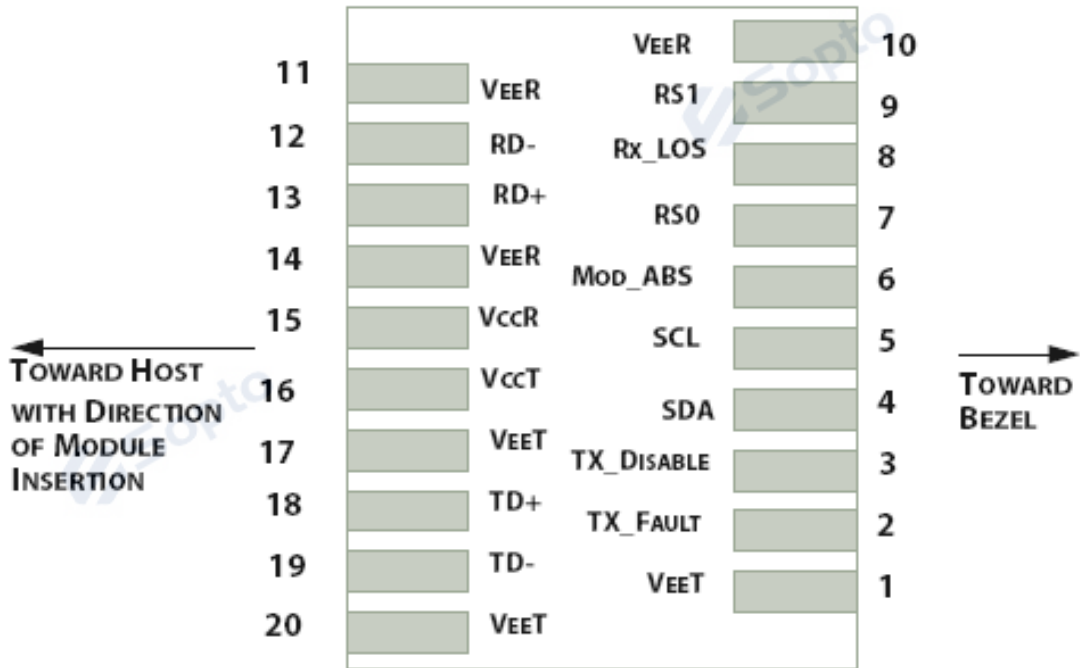 VEER 10
11 VEER
RS1 9
12 RD-
Rx_LOS 8
13 RD+
RS0 7
14 VEER
MOD_ABS 6
15 VCCR
SCL 5
TOWARD HOST
WITH DIRECTION
OF MODULE
INSERTION
TOWARD
BEZEL
16 VCCT
SDA 4
17 VEET
TX_DISABLE 3
18 TD+
TX_FAULT 2
19 TD-
VEET 1
20 VEET
Sopto
Sopto